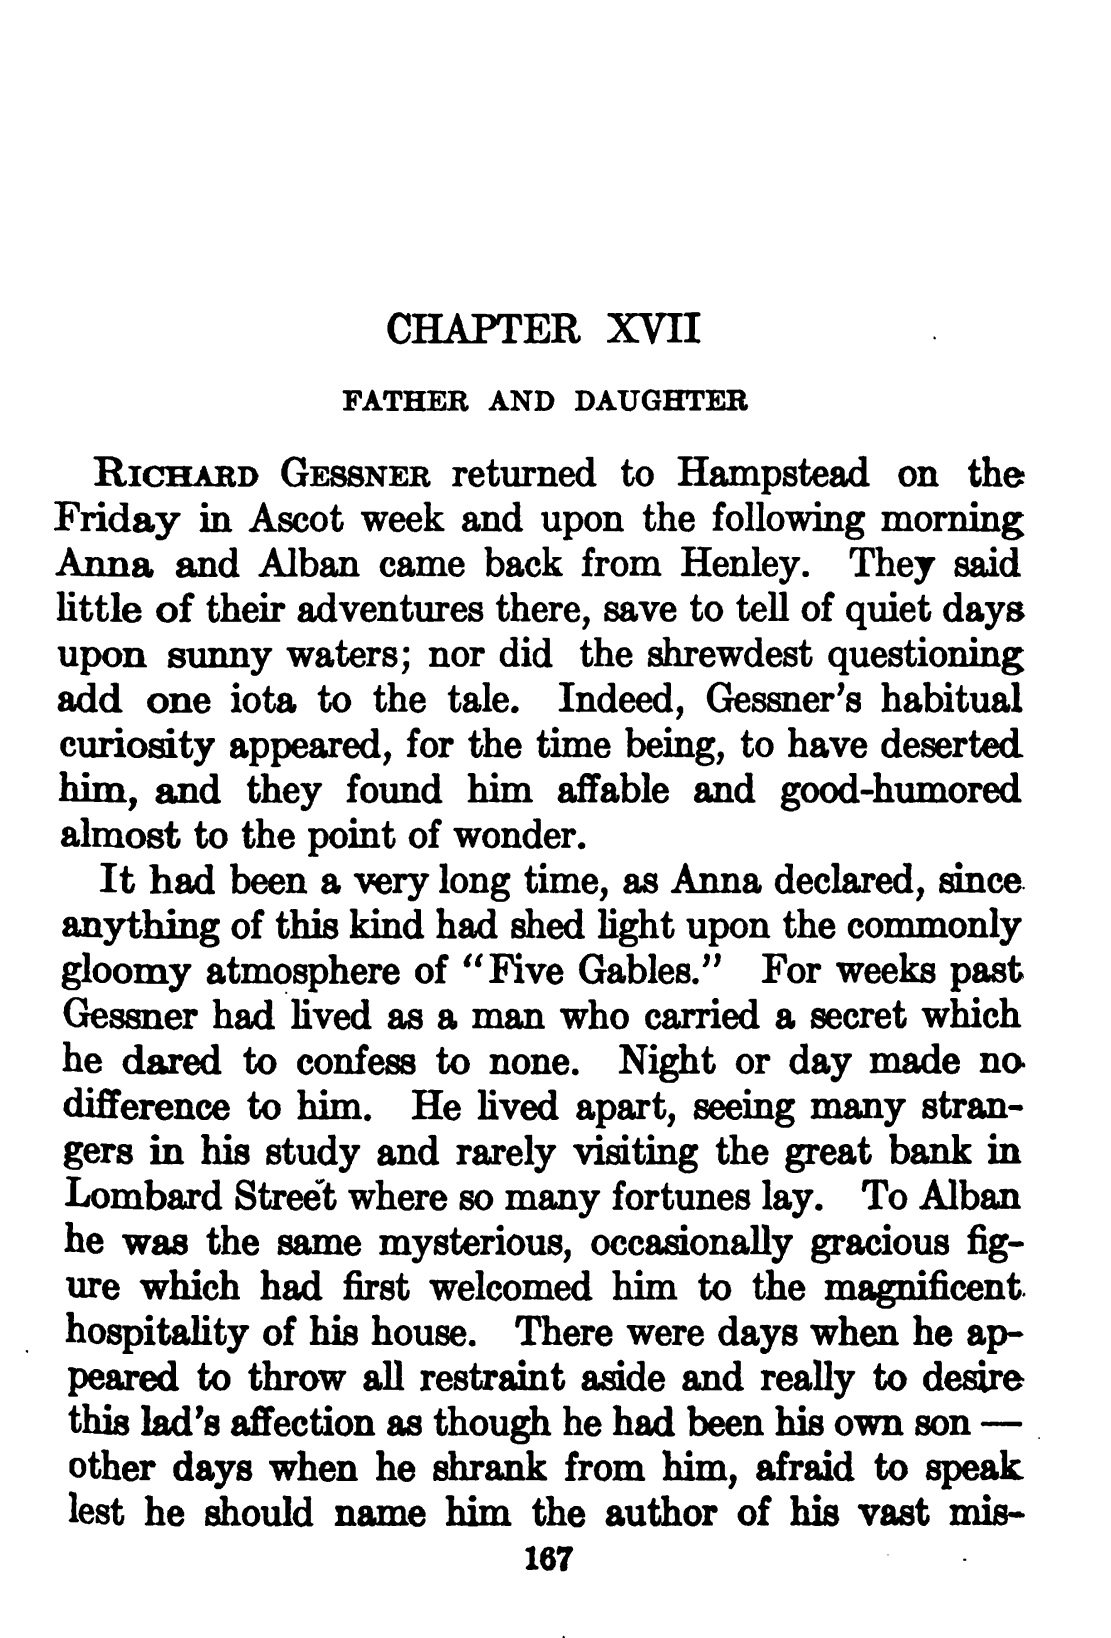 CHAPTER XVII
FATHER AND DAUGHTER
RICHARD GESSNER returned to Hampstead on the
Friday in Ascot week and upon the following morning
Anna and Alban came back from Henley. They said
little of their adventures there, save to tell of quiet days
upon sunny waters; nor did the shrewdest questioning
add one iota to the tale. Indeed, Gessner's habitual
curiosity appeared, for the time being, to have deserted
him, and they found him affable and good-humored
almost to the point of wonder.
It had been a very long time, as Anna declared, since
anything of this kind had shed light upon the commonly
gloomy atmosphere of "Five Gables." For weeks past
Gessner had lived as a man who carried a secret which
he dared to confess to none. Night or day made no
difference to him. He lived apart, seeing many stran-
gers in his study and rarely visiting the great bank in
Lombard Street where so many fortunes lay. To Alban
he was the same mysterious, occasionally gracious fig-
ure which had first welcomed him to the magnificent
hospitality of his house. There were days when he ap-
peared to throw all restraint aside and really to desire
this lad's affection as though he had been his own son —
other days when he shrank from him, afraid to speak
lest he should name him the author of his vast mis-
167